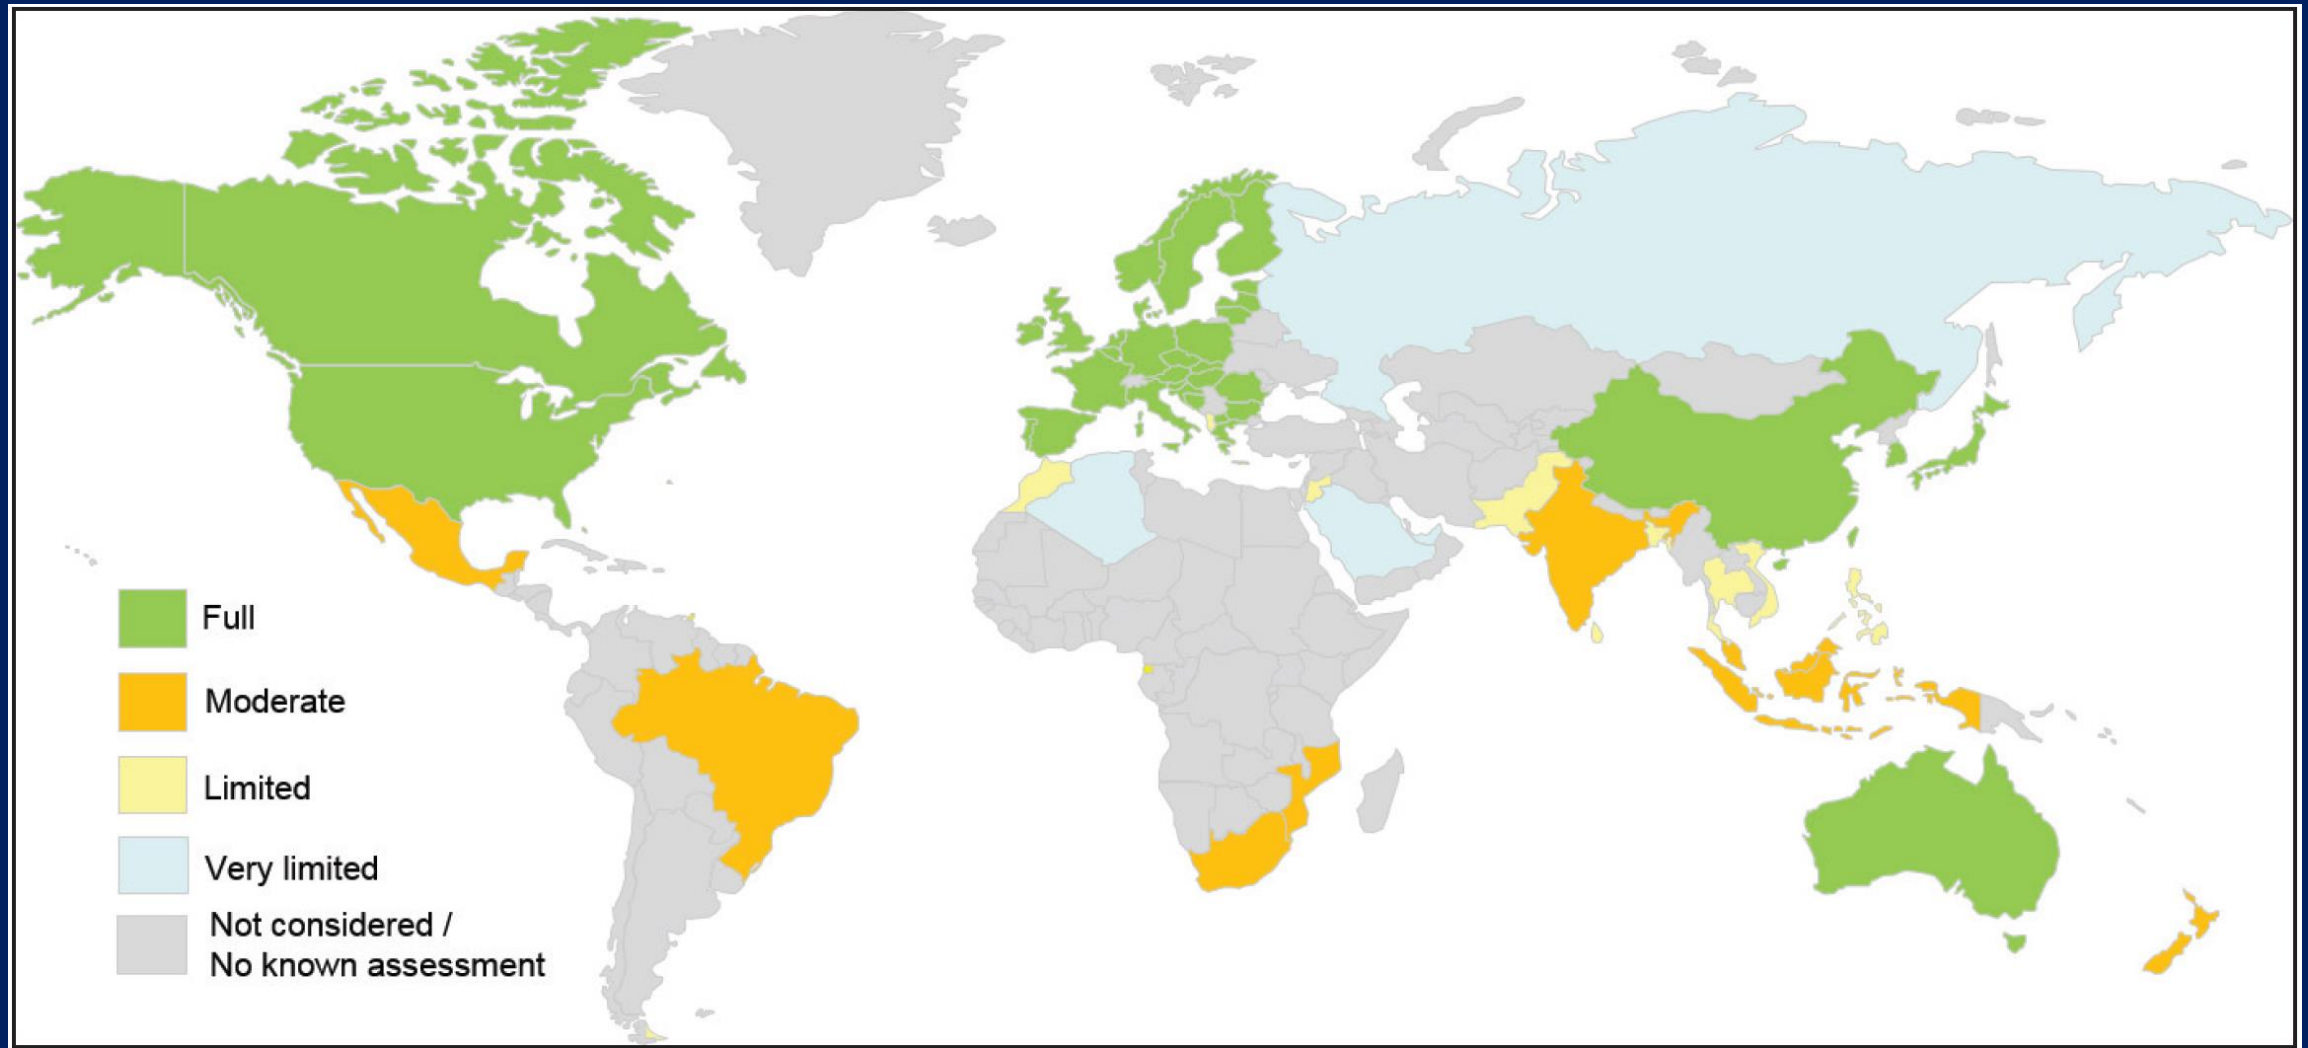 Full
Moderate
Limited
Very limited
Not considered /
No known assessment